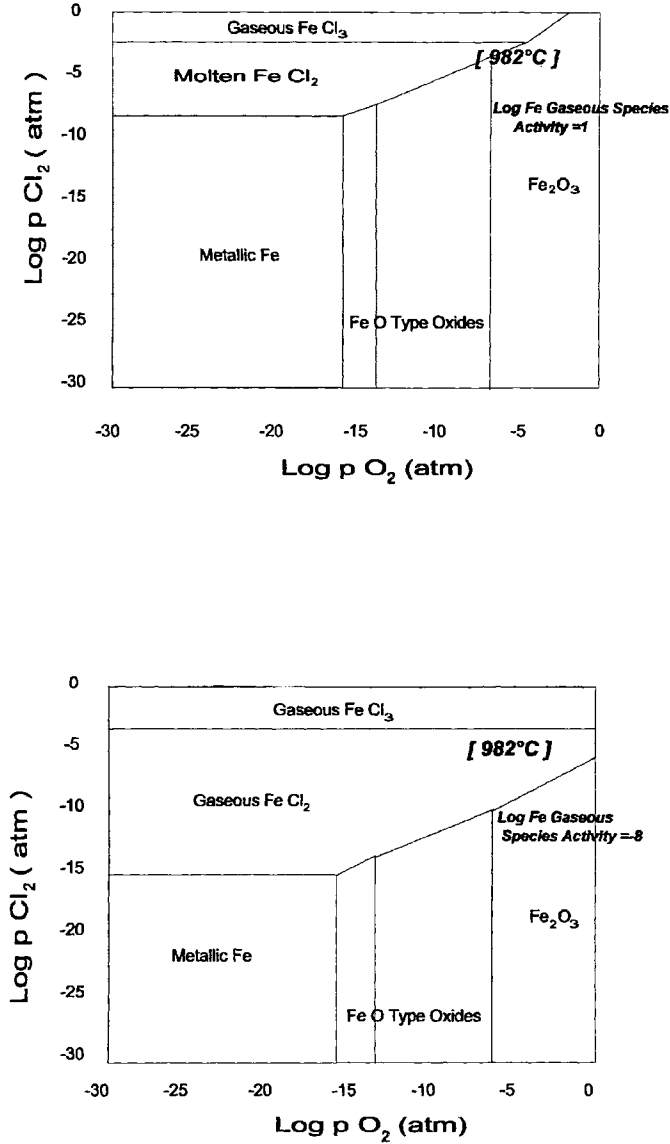 0
Gaseous Fe Cl3
[ 982°C ]
-5
Molten Fe Cl2
Log Fe Gaseous Species
Activity =1
-10
Fe2O3
-15
Metallic Fe
-20
-25
Fe O Type Oxides
-30
Log p Cl2 ( atm )
-30 -25 -20 -15 -10 -5 0
Log p O2 (atm)
0
Gaseous Fe Cl3
-5
[ 982°C ]
Gaseous Fe Cl2
-10
Log Fe Gaseous
Species Activity =-8
-15
Fe2O3
-20
Metallic Fe
-25
Fe O Type Oxides
-30
Log p Cl2 ( atm )
-30 -25 -20 -15 -10 -5 0
Log p O2 (atm)